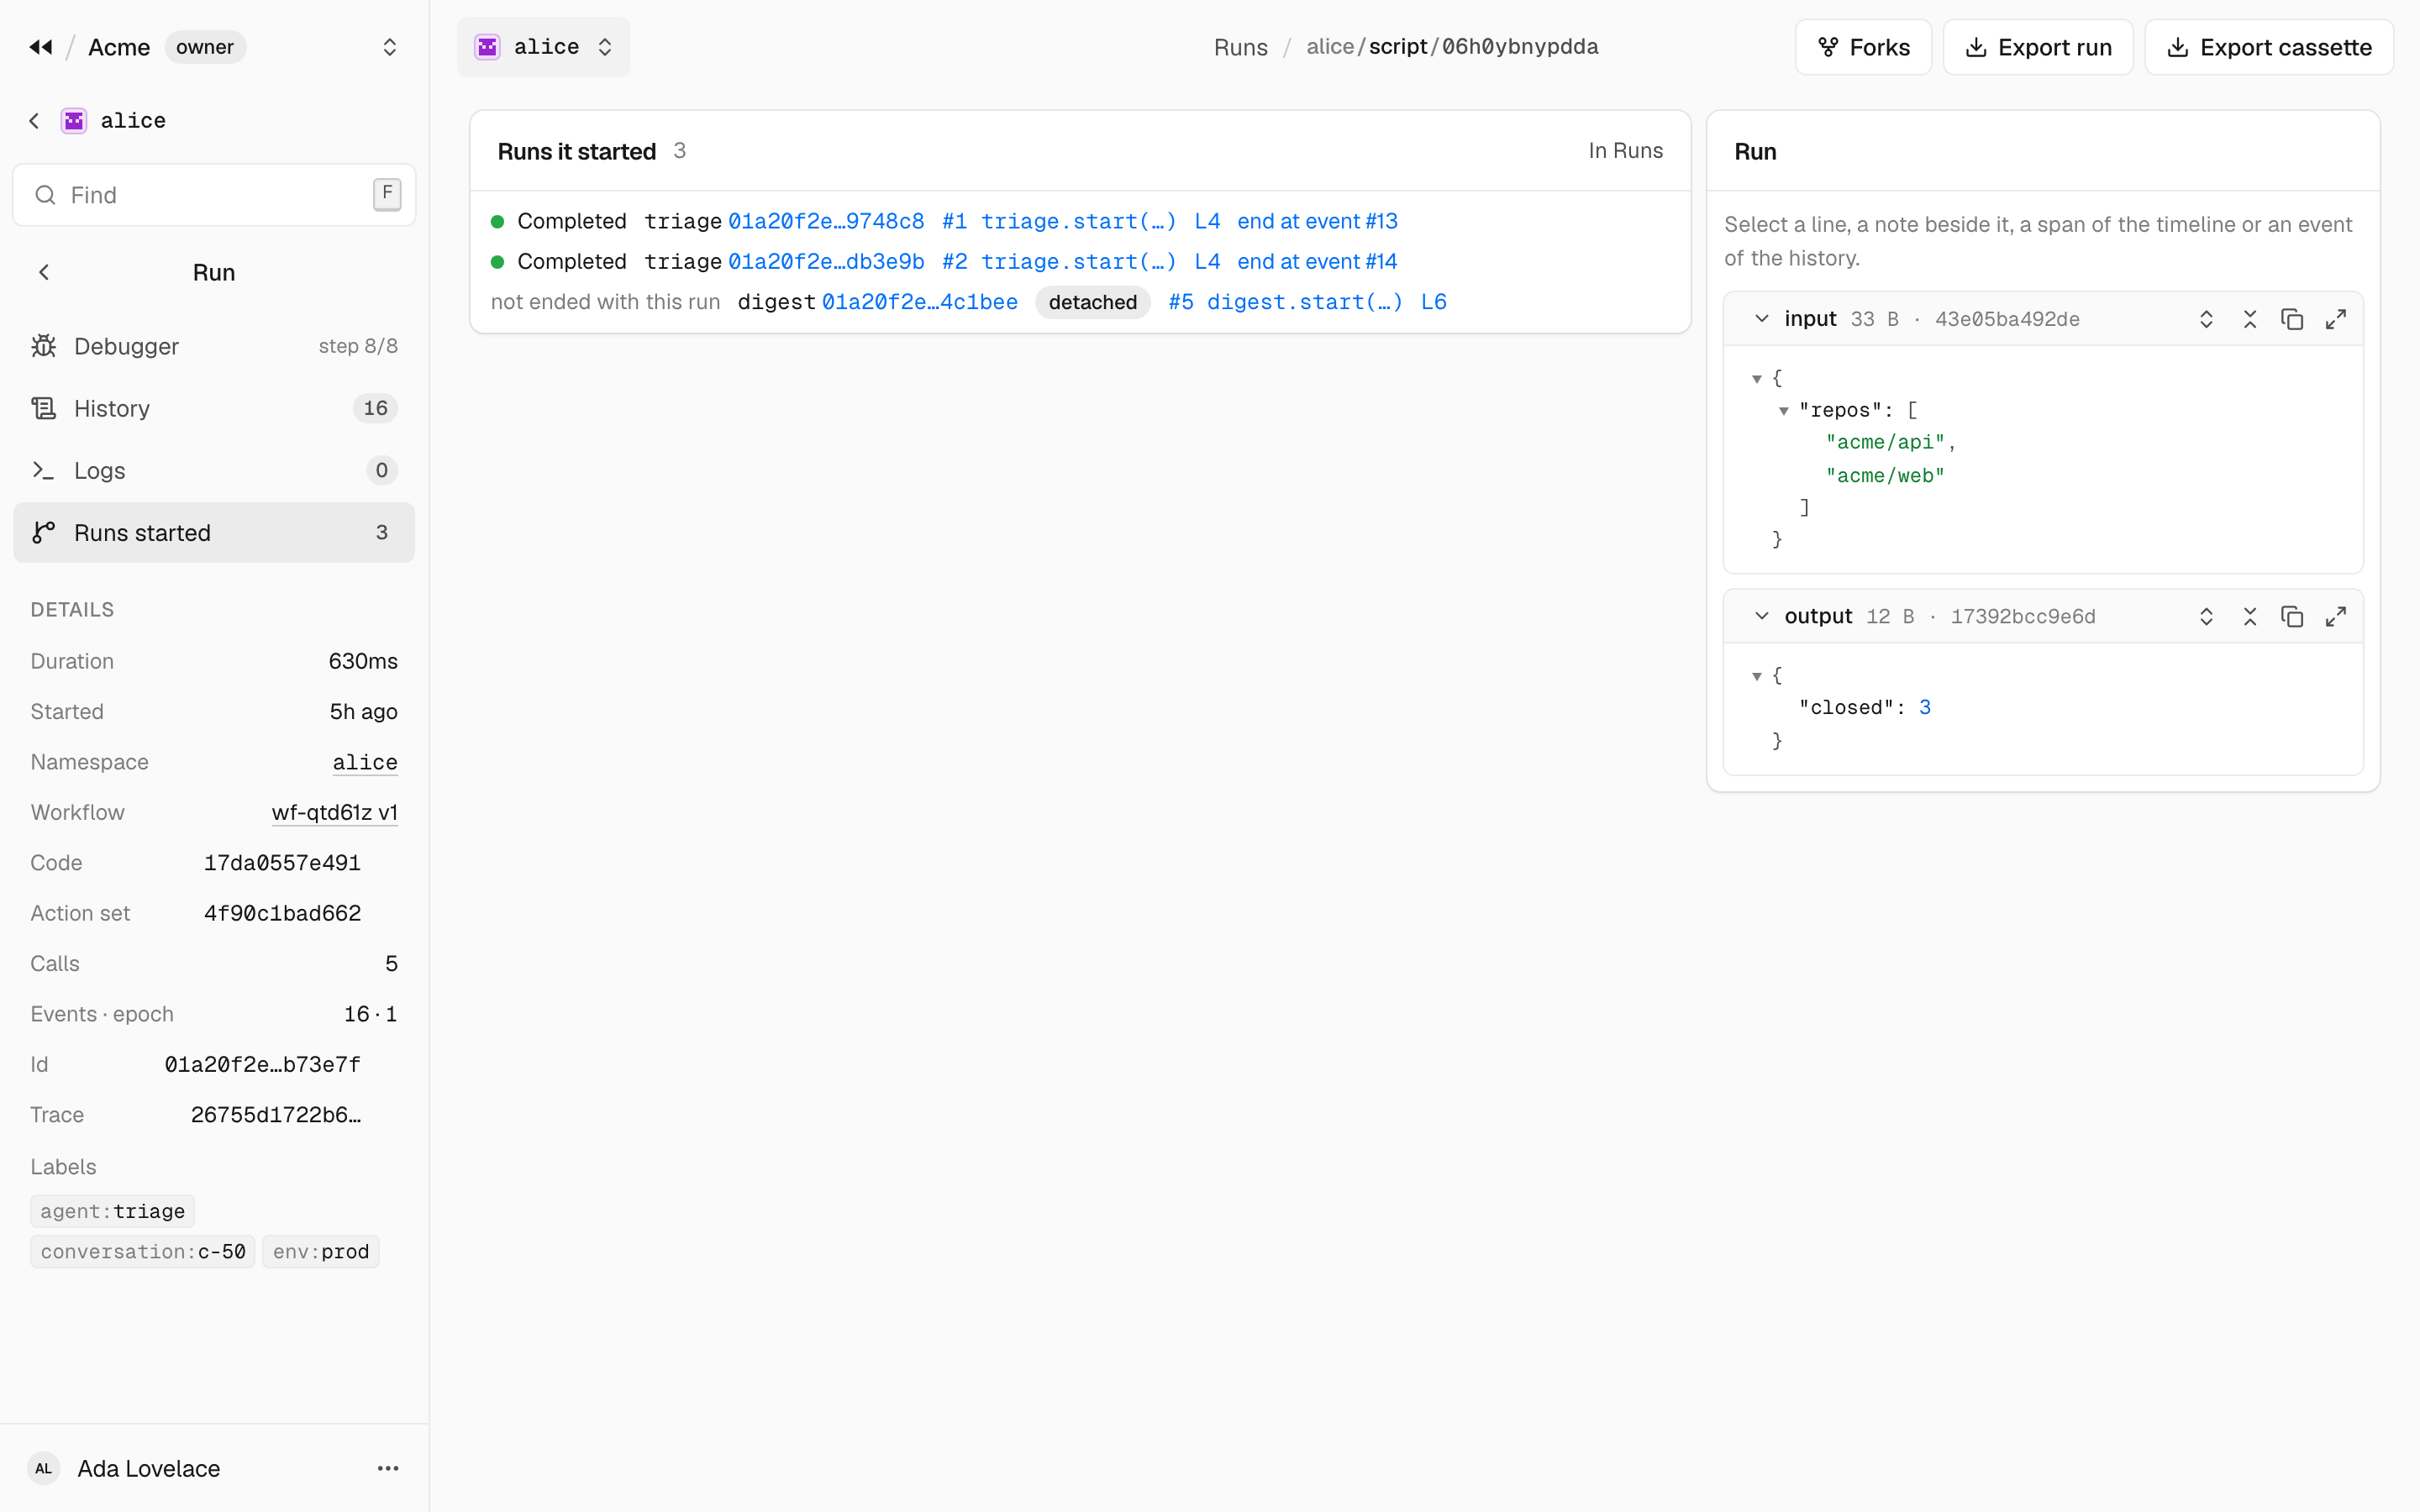 / Acme owner
alice
Find F
Run
Debugger step 8/8
History 16
Logs 0
Runs started 3
DETAILS
Duration 630ms
Started 5h ago
Namespace alice
Workflow wf-qtd61z v1
Code 17da0557e491
Action set 4f90c1bad662
Calls 5
Events · epoch 16 · 1
Id 01a20f2e…b73e7f
Trace 26755d1722b6…
Labels
agent:triage
conversation:c-50 env:prod
AL Ada Lovelace
alice
Runs / alice/script/06h0ybnypdda
Forks Export run Export cassette
Runs it started 3 In Runs
Completed triage 01a20f2e…9748c8 #1 triage.start(…) L4 end at event #13
Completed triage 01a20f2e…db3e9b #2 triage.start(…) L4 end at event #14
not ended with this run digest 01a20f2e…4c1bee detached #5 digest.start(…) L6
Run
Select a line, a note beside it, a span of the timeline or an event
of the history.
input 33 B · 43e05ba492de
{
"repos": [
"acme/api",
"acme/web"
]
}
output 12 B · 17392bcc9e6d
{
"closed": 3
}